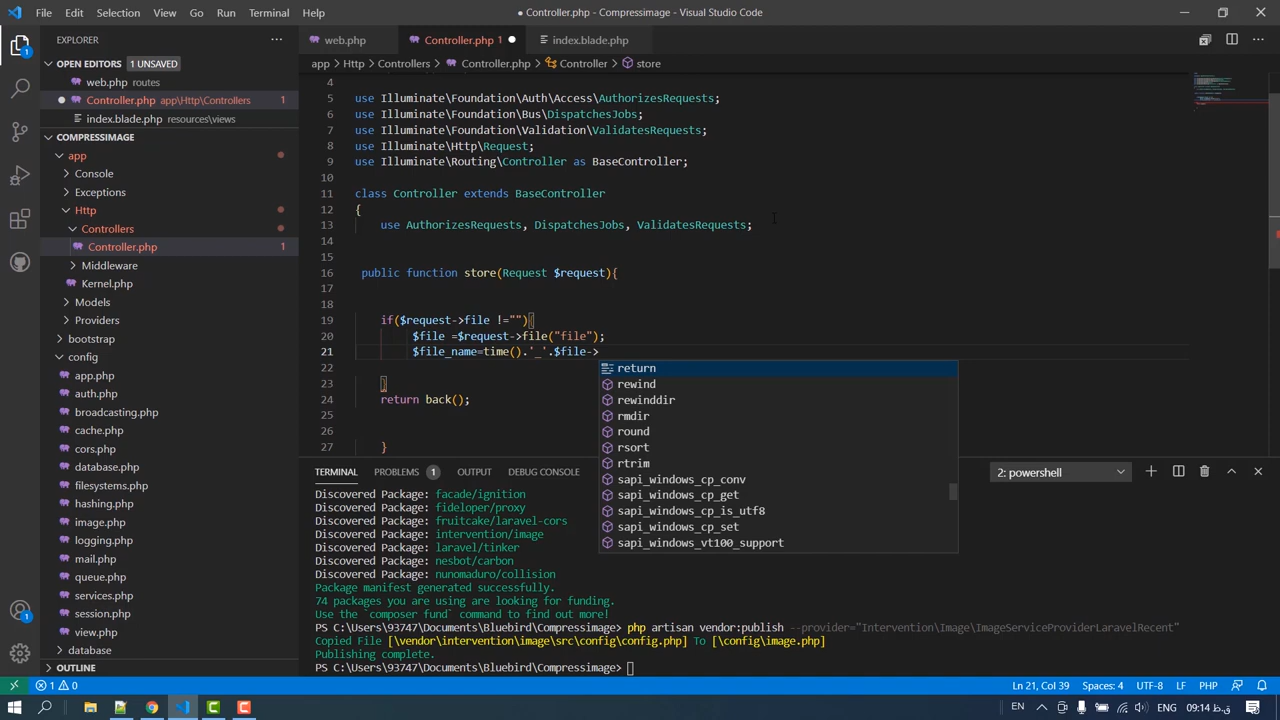 File Edit Selection View Go Run Terminal Help
● Controller.php - Compressimage - Visual Studio Code
EXPLORER
web.php
Controller.php 1
index.blade.php
OPEN EDITORS 1 UNSAVED
app > Http > Controllers > Controller.php > Controller > store
web.php routes
Controller.php app\Http\Controllers 1
index.blade.php resources\views
COMPRESSIMAGE
app
Console
Exceptions
Http
Controllers
Controller.php 1
Middleware
Kernel.php
Models
Providers
bootstrap
config
app.php
auth.php
broadcasting.php
cache.php
cors.php
database.php
filesystems.php
hashing.php
image.php
logging.php
mail.php
queue.php
services.php
session.php
view.php
database
OUTLINE
4
5 use Illuminate\Foundation\Auth\Access\AuthorizesRequests;
6 use Illuminate\Foundation\Bus\DispatchesJobs;
7 use Illuminate\Foundation\Validation\ValidatesRequests;
8 use Illuminate\Http\Request;
9 use Illuminate\Routing\Controller as BaseController;
10
11 class Controller extends BaseController
12 {
13 use AuthorizesRequests, DispatchesJobs, ValidatesRequests;
14
15
16 public function store(Request $request){
17
18
19 if($request->file !=""){
20 $file =$request->file("file");
21 $file_name=time().'_'.$file->
22
23 }
24 return back();
25
26
27 }
return
rewind
rewinddir
rmdir
round
rsort
rtrim
sapi_windows_cp_conv
sapi_windows_cp_get
sapi_windows_cp_is_utf8
sapi_windows_cp_set
sapi_windows_vt100_support
TERMINAL PROBLEMS 1 OUTPUT DEBUG CONSOLE
2: powershell
Discovered Package: facade/ignition
Discovered Package: fideloper/proxy
Discovered Package: fruitcake/laravel-cors
Discovered Package: intervention/image
Discovered Package: laravel/tinker
Discovered Package: nesbot/carbon
Discovered Package: nunomaduro/collision
Package manifest generated successfully.
74 packages you are using are looking for funding.
Use the `composer fund` command to find out more!
PS C:\Users\93747\Documents\Bluebird\Compressimage> php artisan vendor:publish --provider="Intervention\Image\ImageServiceProviderLaravelRecent"
Copied File [\vendor\intervention\image\src\config\config.php] To [\config\image.php]
Publishing complete.
PS C:\Users\93747\Documents\Bluebird\Compressimage>
1 0
Ln 21, Col 39 Spaces: 4 UTF-8 LF PHP
EN ENG 09:14 ق.ظ